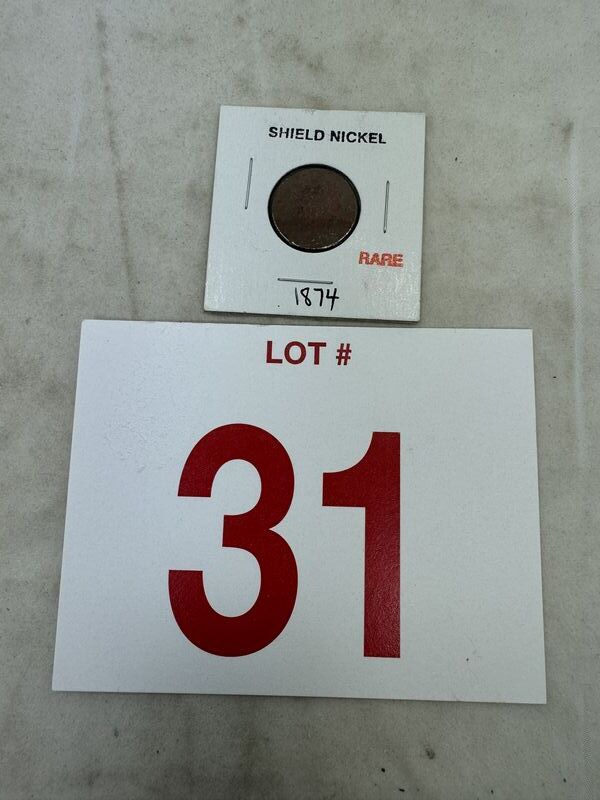 SHIELD NICKEL
RARE
1874
LOT #
31